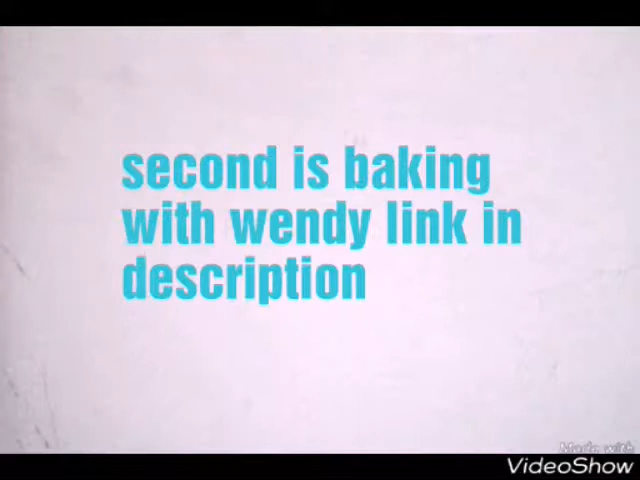 second is baking
with wendy link in
description
Made with
VideoShow